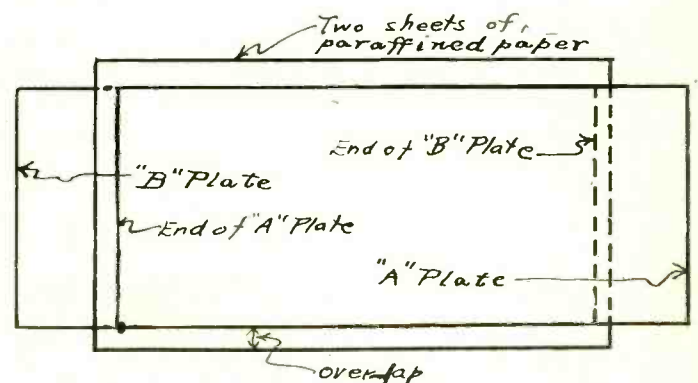 Two sheets of
paraffined paper
End of "B" Plate
"B" Plate
End of "A" Plate
"A" Plate
overlap